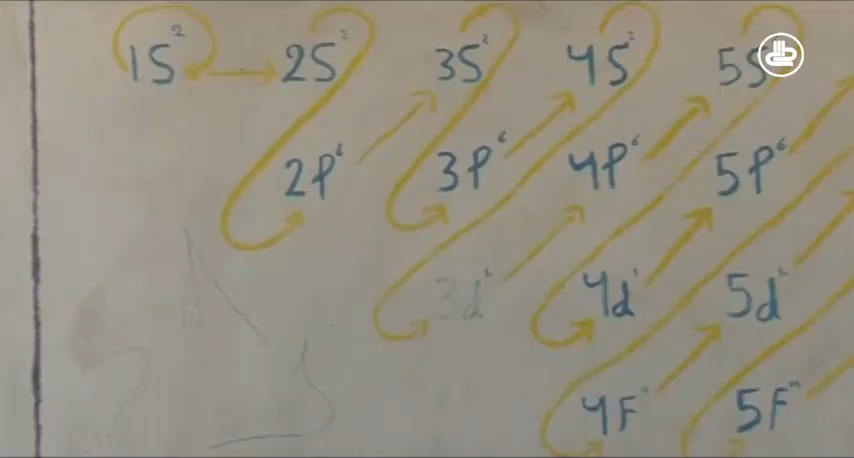 1S² 2S² 3S² 4S² 5S
2P⁶ 3P⁶ 4P⁶ 5P⁶
3d 4d 5d
4F 5F